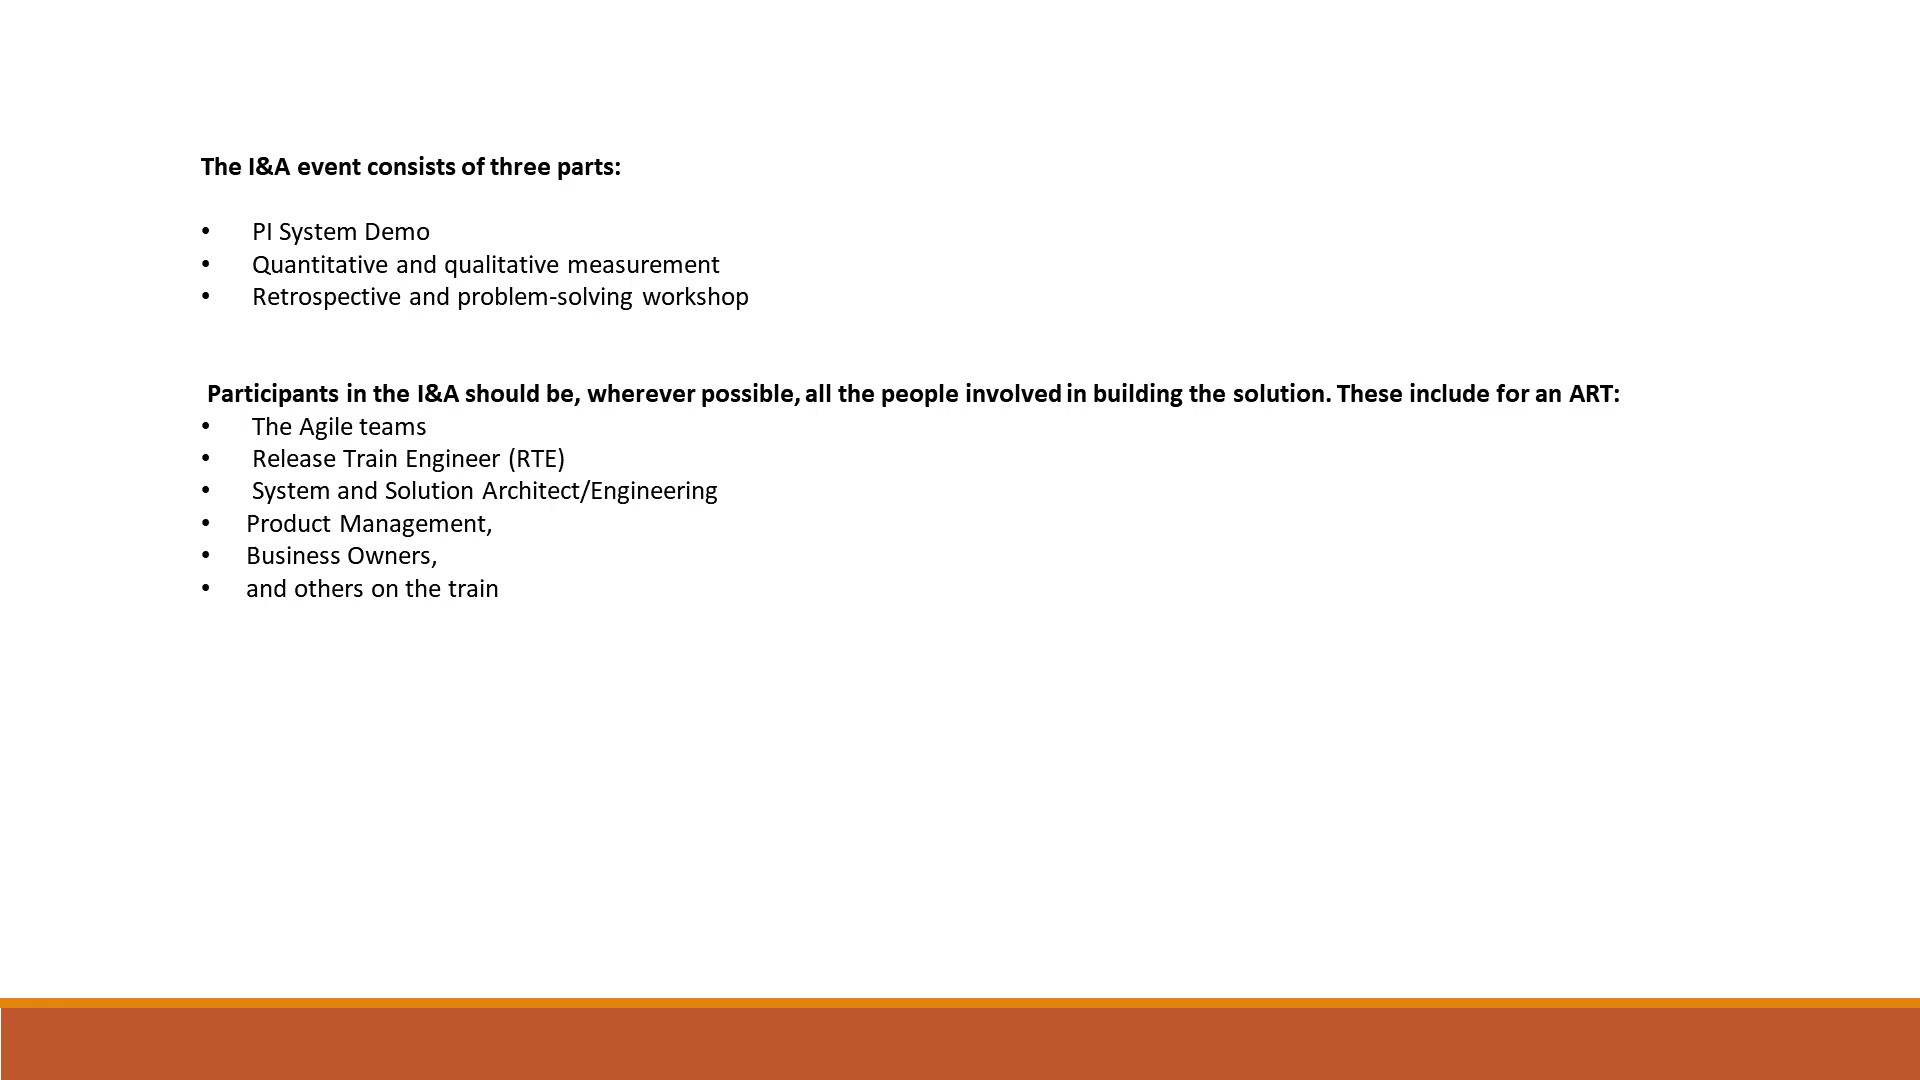 The I&A event consists of three parts:
• PI System Demo
• Quantitative and qualitative measurement
• Retrospective and problem-solving workshop
Participants in the I&A should be, wherever possible, all the people involved in building the solution. These include for an ART:
• The Agile teams
• Release Train Engineer (RTE)
• System and Solution Architect/Engineering
• Product Management,
• Business Owners,
• and others on the train